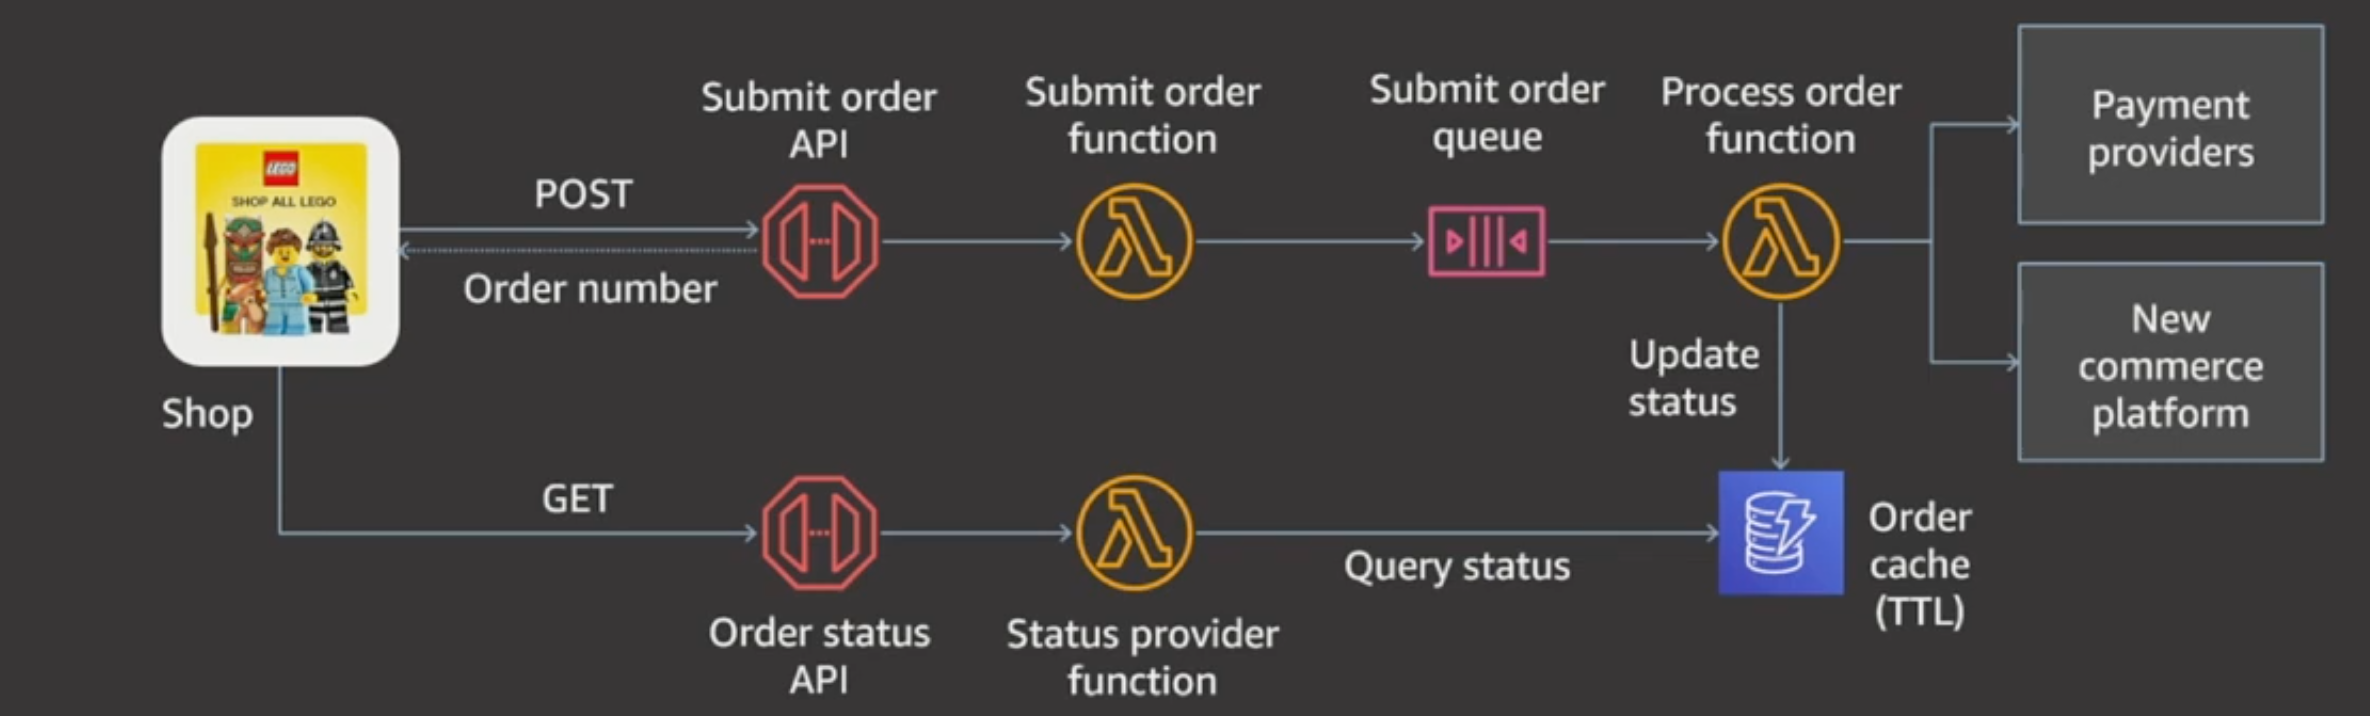 Submit order
API
Submit order
function
Submit order
queue
Process order
function
Payment
providers
LEGO
SHOP ALL LEGO
POST
Order number
New
commerce
platform
Update
status
Shop
GET
Query status
Order
cache
(TTL)
Order status
API
Status provider
function